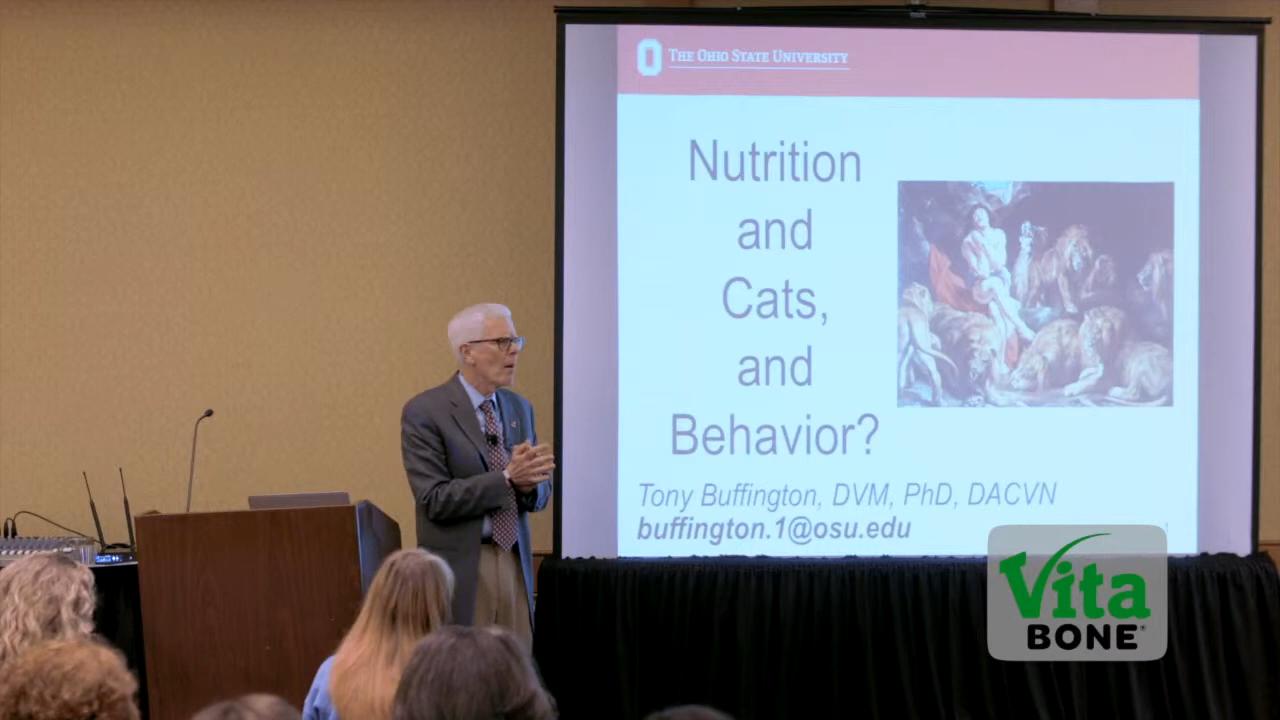 THE OHIO STATE UNIVERSITY
Nutrition
and
Cats,
and
Behavior?
Tony Buffington, DVM, PhD, DACVN
buffington.1@osu.edu
Vita
BONE®